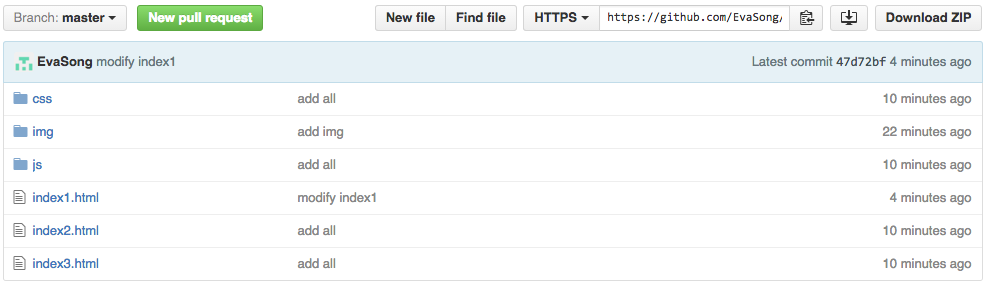 Branch: master New pull request New file Find file HTTPS https://github.com/EvaSong/ Download ZIP
EvaSong modify index1 Latest commit 47d72bf 4 minutes ago
css add all 10 minutes ago
img add img 22 minutes ago
js add all 10 minutes ago
index1.html modify index1 4 minutes ago
index2.html add all 10 minutes ago
index3.html add all 10 minutes ago